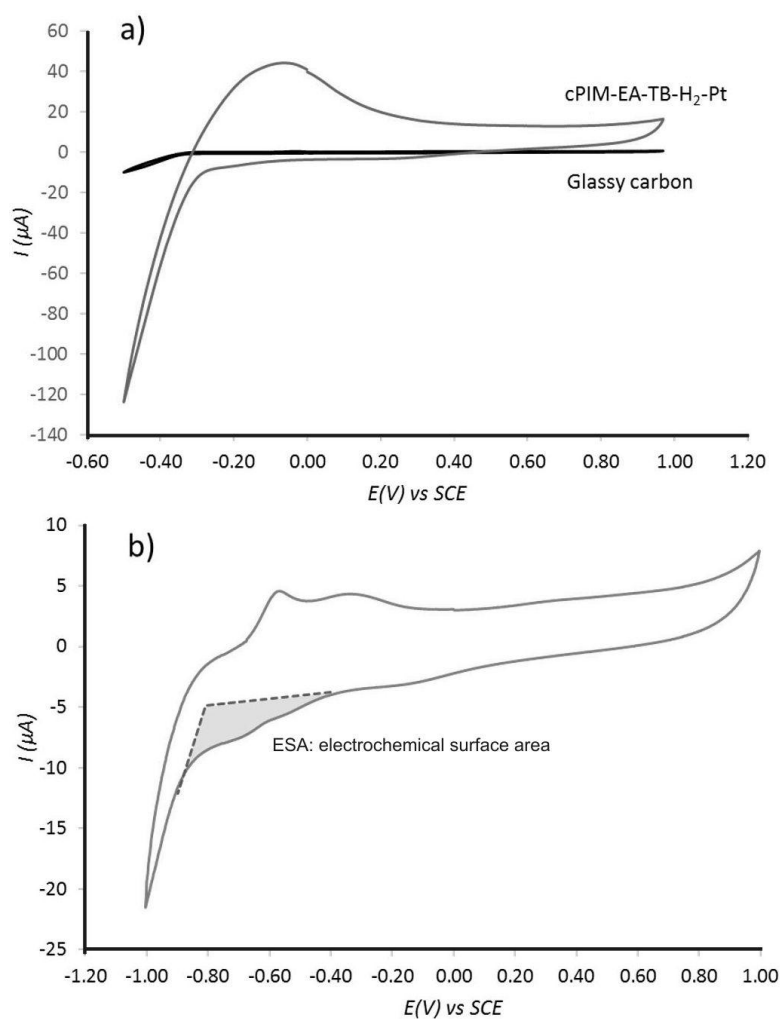 a)
60
40
20
0
-20
-40
-60
-80
-100
-120
-140
I (µA)
cPIM-EA-TB-H₂-Pt
Glassy carbon
-0.60 -0.40 -0.20 0.00 0.20 0.40 0.60 0.80 1.00 1.20
E(V) vs SCE
b)
10
5
0
-5
-10
-15
-20
-25
I (µA)
ESA: electrochemical surface area
-1.20 -1.00 -0.80 -0.60 -0.40 -0.20 0.00 0.20 0.40 0.60 0.80 1.00
E(V) vs SCE